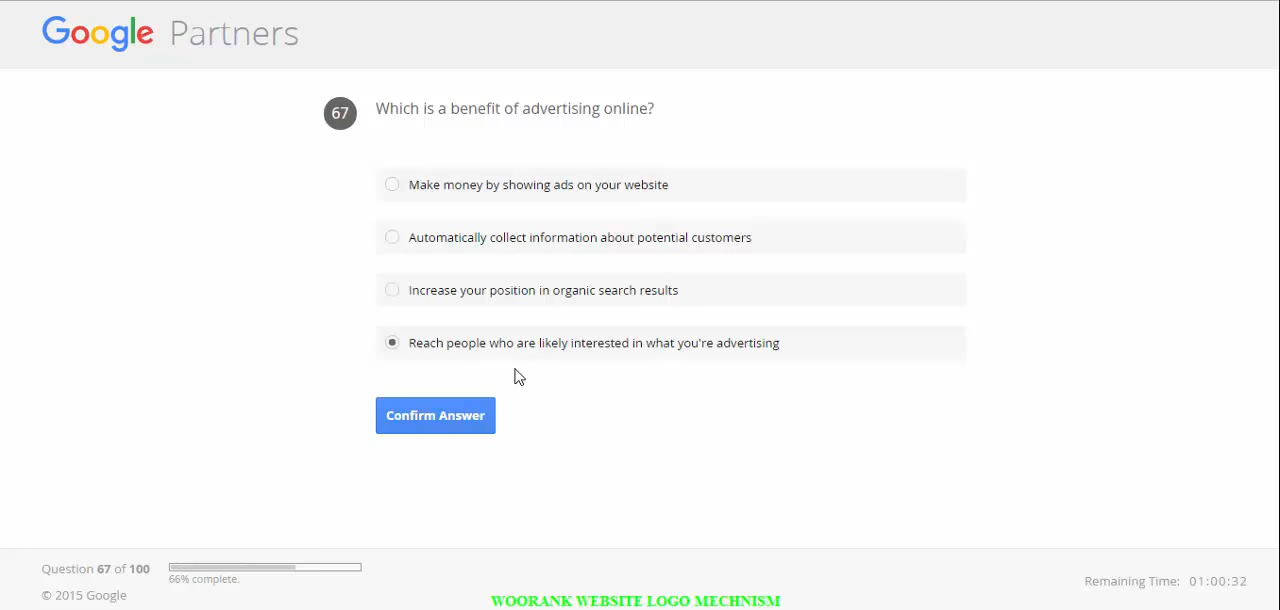 Google Partners
67 Which is a benefit of advertising online?
Make money by showing ads on your website
Automatically collect information about potential customers
Increase your position in organic search results
Reach people who are likely interested in what you're advertising
Confirm Answer
Question 67 of 100
66% complete.
© 2015 Google
Remaining Time: 01:00:32
WOORANK WEBSITE LOGO MECHNISM